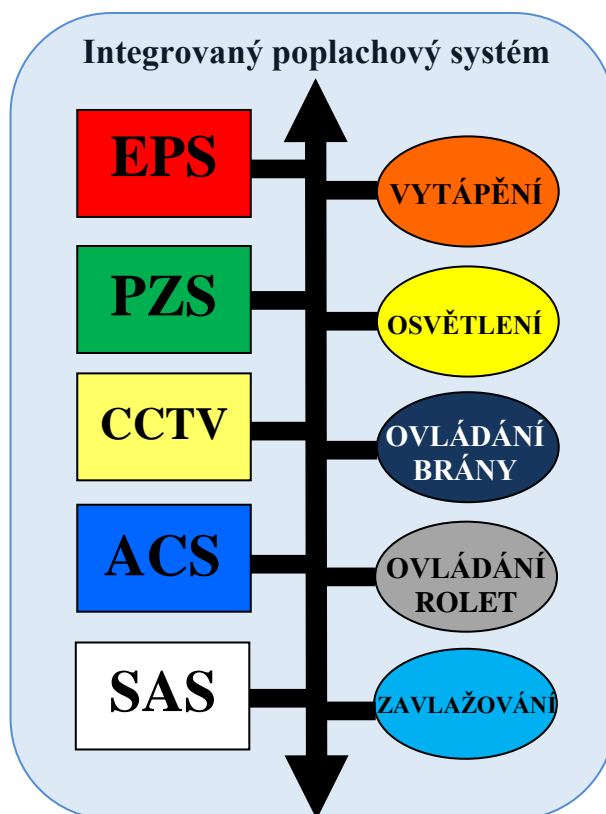 Integrovaný poplachový systém
EPS
VYTÁPĚNÍ
PZS
OSVĚTLENÍ
CCTV
OVLÁDÁNÍ
BRÁNY
ACS
OVLÁDÁNÍ
ROLET
SAS
ZAVLAŽOVÁNÍ